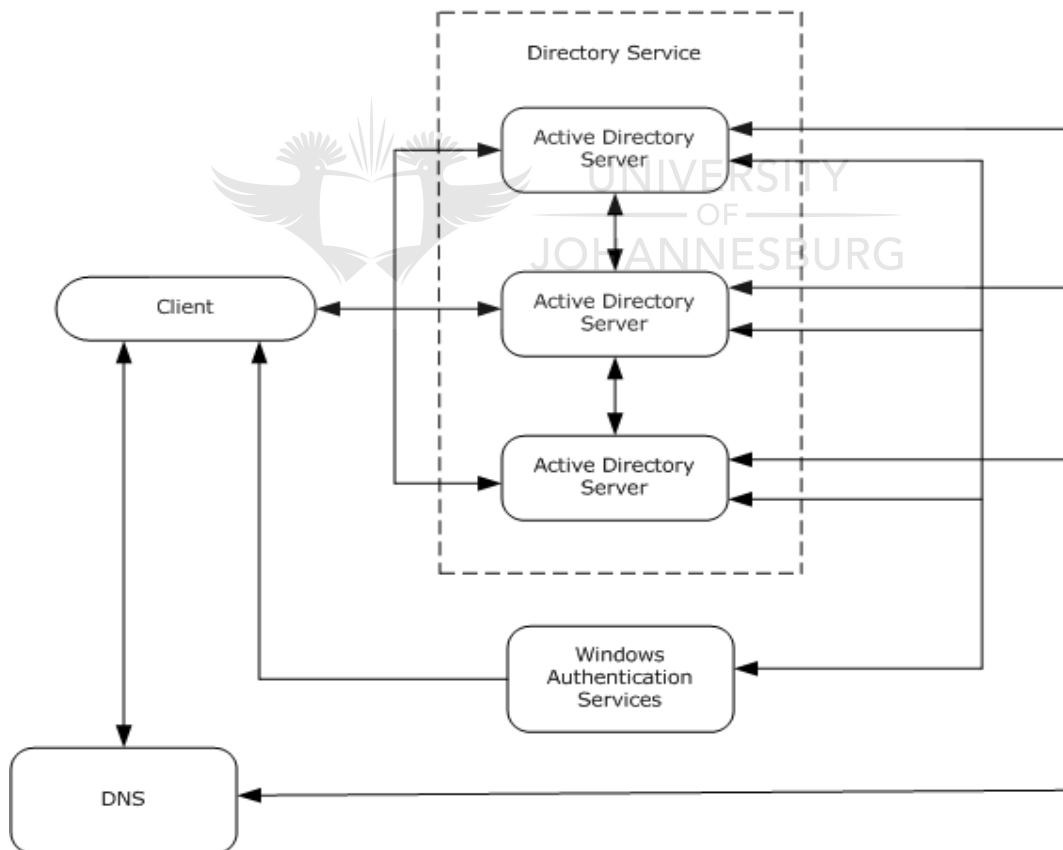 Directory Service
Active Directory
Server
UNIVERSITY
OF
JOHANNESBURG
Active Directory
Server
Client
Active Directory
Server
Windows
Authentication
Services
DNS